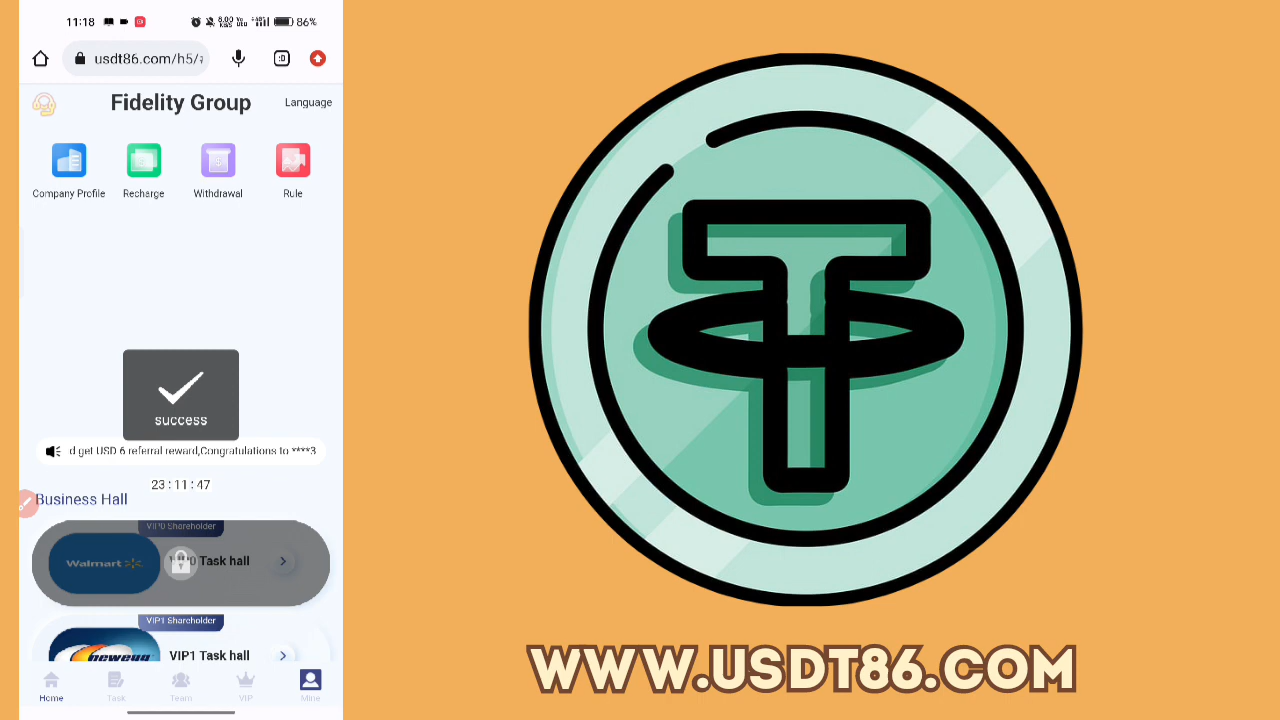 11:18
86%
usdt86.com/h5/
:D
Fidelity Group
Language
Company Profile
Recharge
Withdrawal
Rule
success
d get USD 6 referral reward,Congratulations to ****3
23:11:47
Business Hall
VIP0 Shareholder
Walmart
Task hall
VIP1 Shareholder
newegg
VIP1 Task hall
Home
Task
Team
VIP
Mine
WWW.USDT86.COM